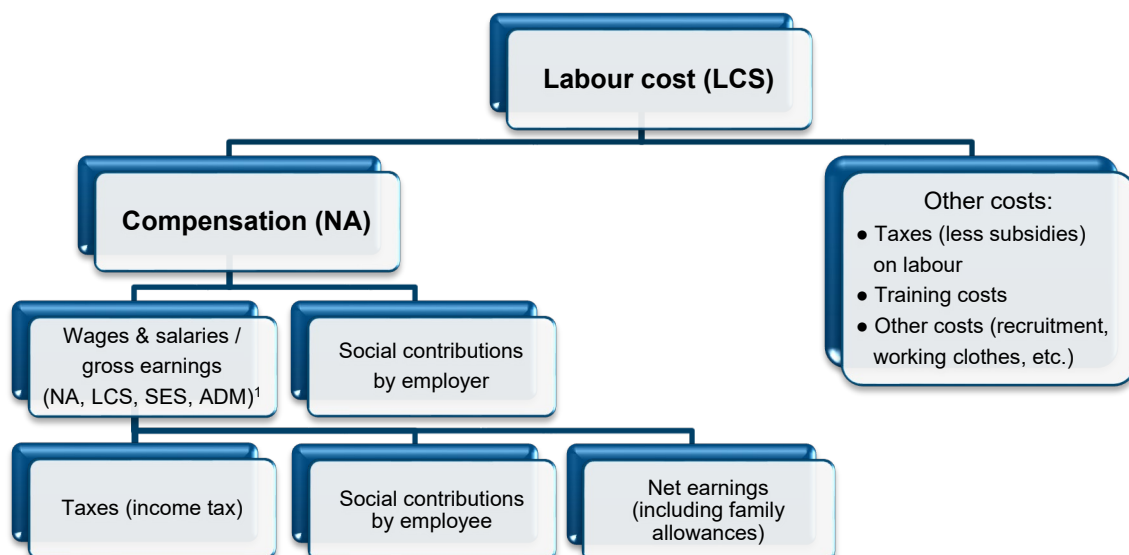 Labour cost (LCS)
Compensation (NA)
Other costs:
● Taxes (less subsidies)
on labour
● Training costs
● Other costs (recruitment,
working clothes, etc.)
Wages & salaries /
gross earnings
(NA, LCS, SES, ADM)¹
Social contributions
by employer
Taxes (income tax)
Social contributions
by employee
Net earnings
(including family
allowances)